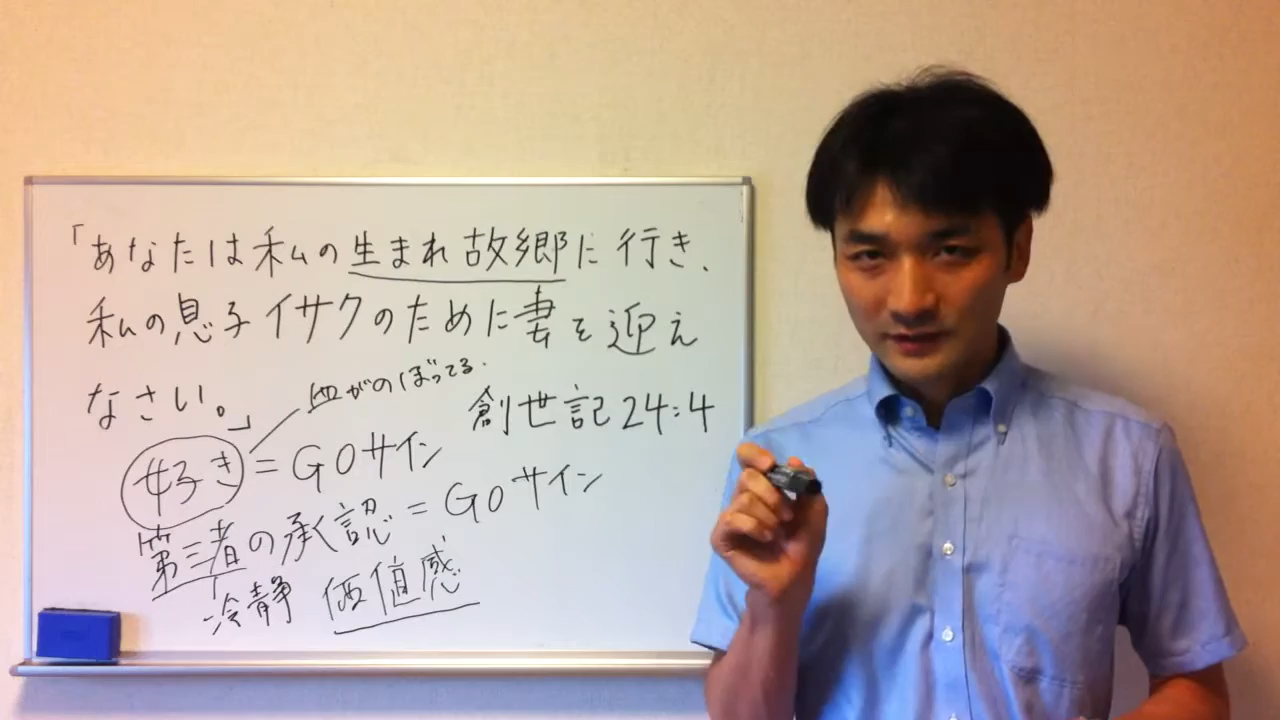 「あなたは私の生まれ故郷に行き、
私の息子イサクのために妻を迎え
なさい。」
血がのぼってる.
創世記24:4
好き=GOサイン
第三者の承認=GOサイン
冷静 価値感